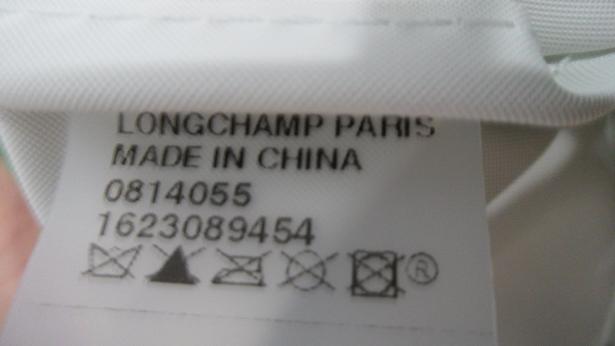 LONGCHAMP PARIS
MADE IN CHINA
0814055
1623089454
®